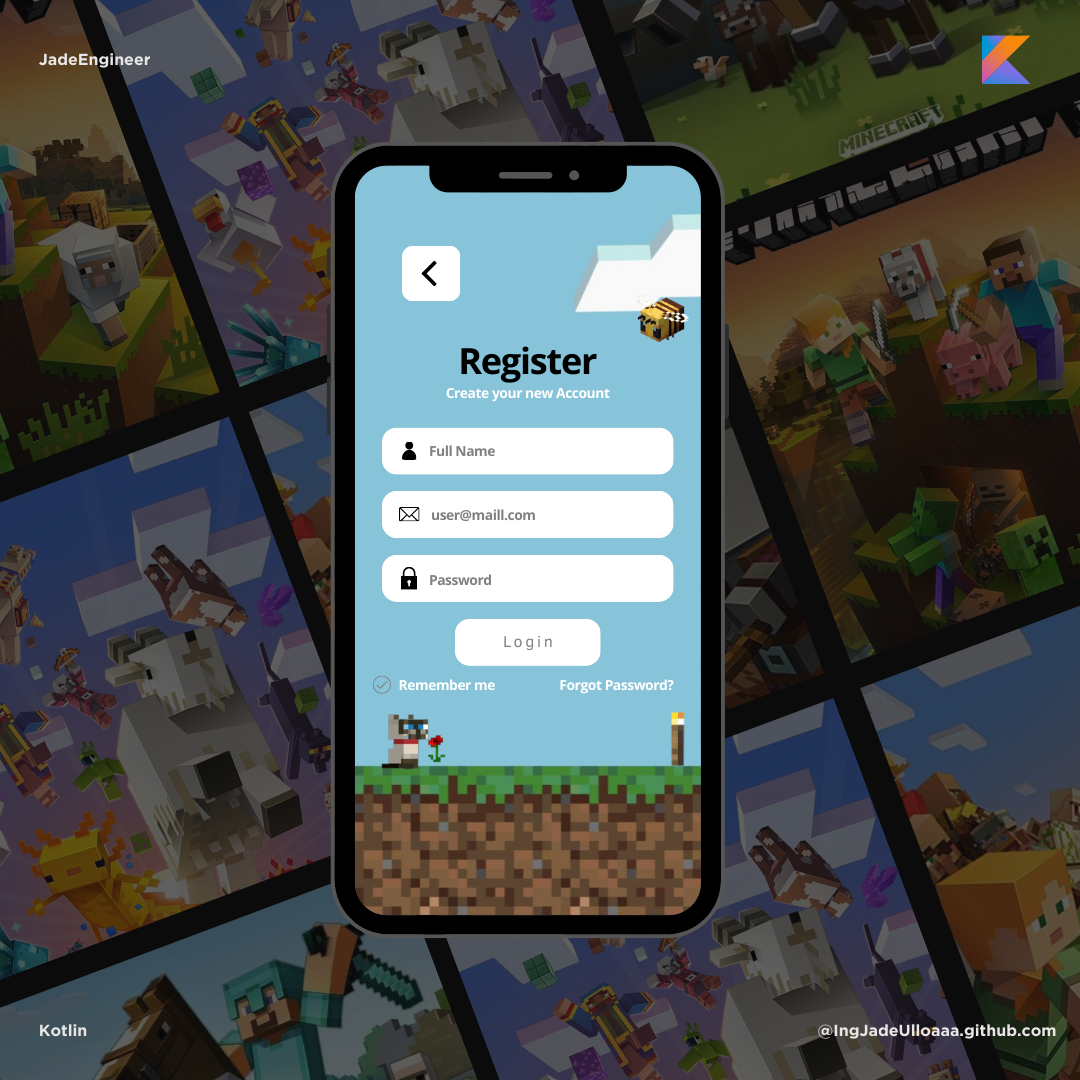 JadeEngineer
MINECRAFT
Register
Create your new Account
Full Name
user@maill.com
Password
Login
Remember me
Forgot Password?
Kotlin
@IngJadeUlloaaa.github.com